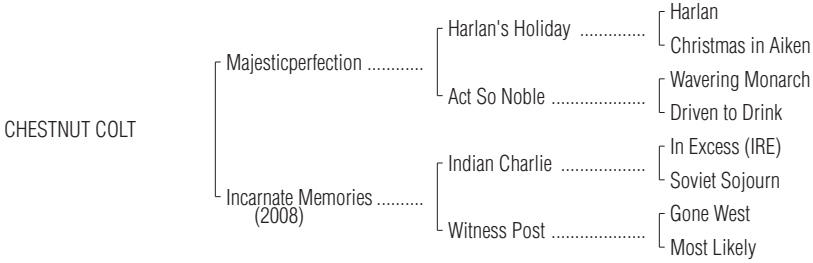 Harlan
Harlan's Holiday ..............
Christmas in Aiken
Majesticperfection ............
Wavering Monarch
Act So Noble ....................
Driven to Drink
CHESTNUT COLT
In Excess (IRE)
Indian Charlie ..................
Soviet Sojourn
Incarnate Memories ..........
(2008)
Gone West
Witness Post ....................
Most Likely